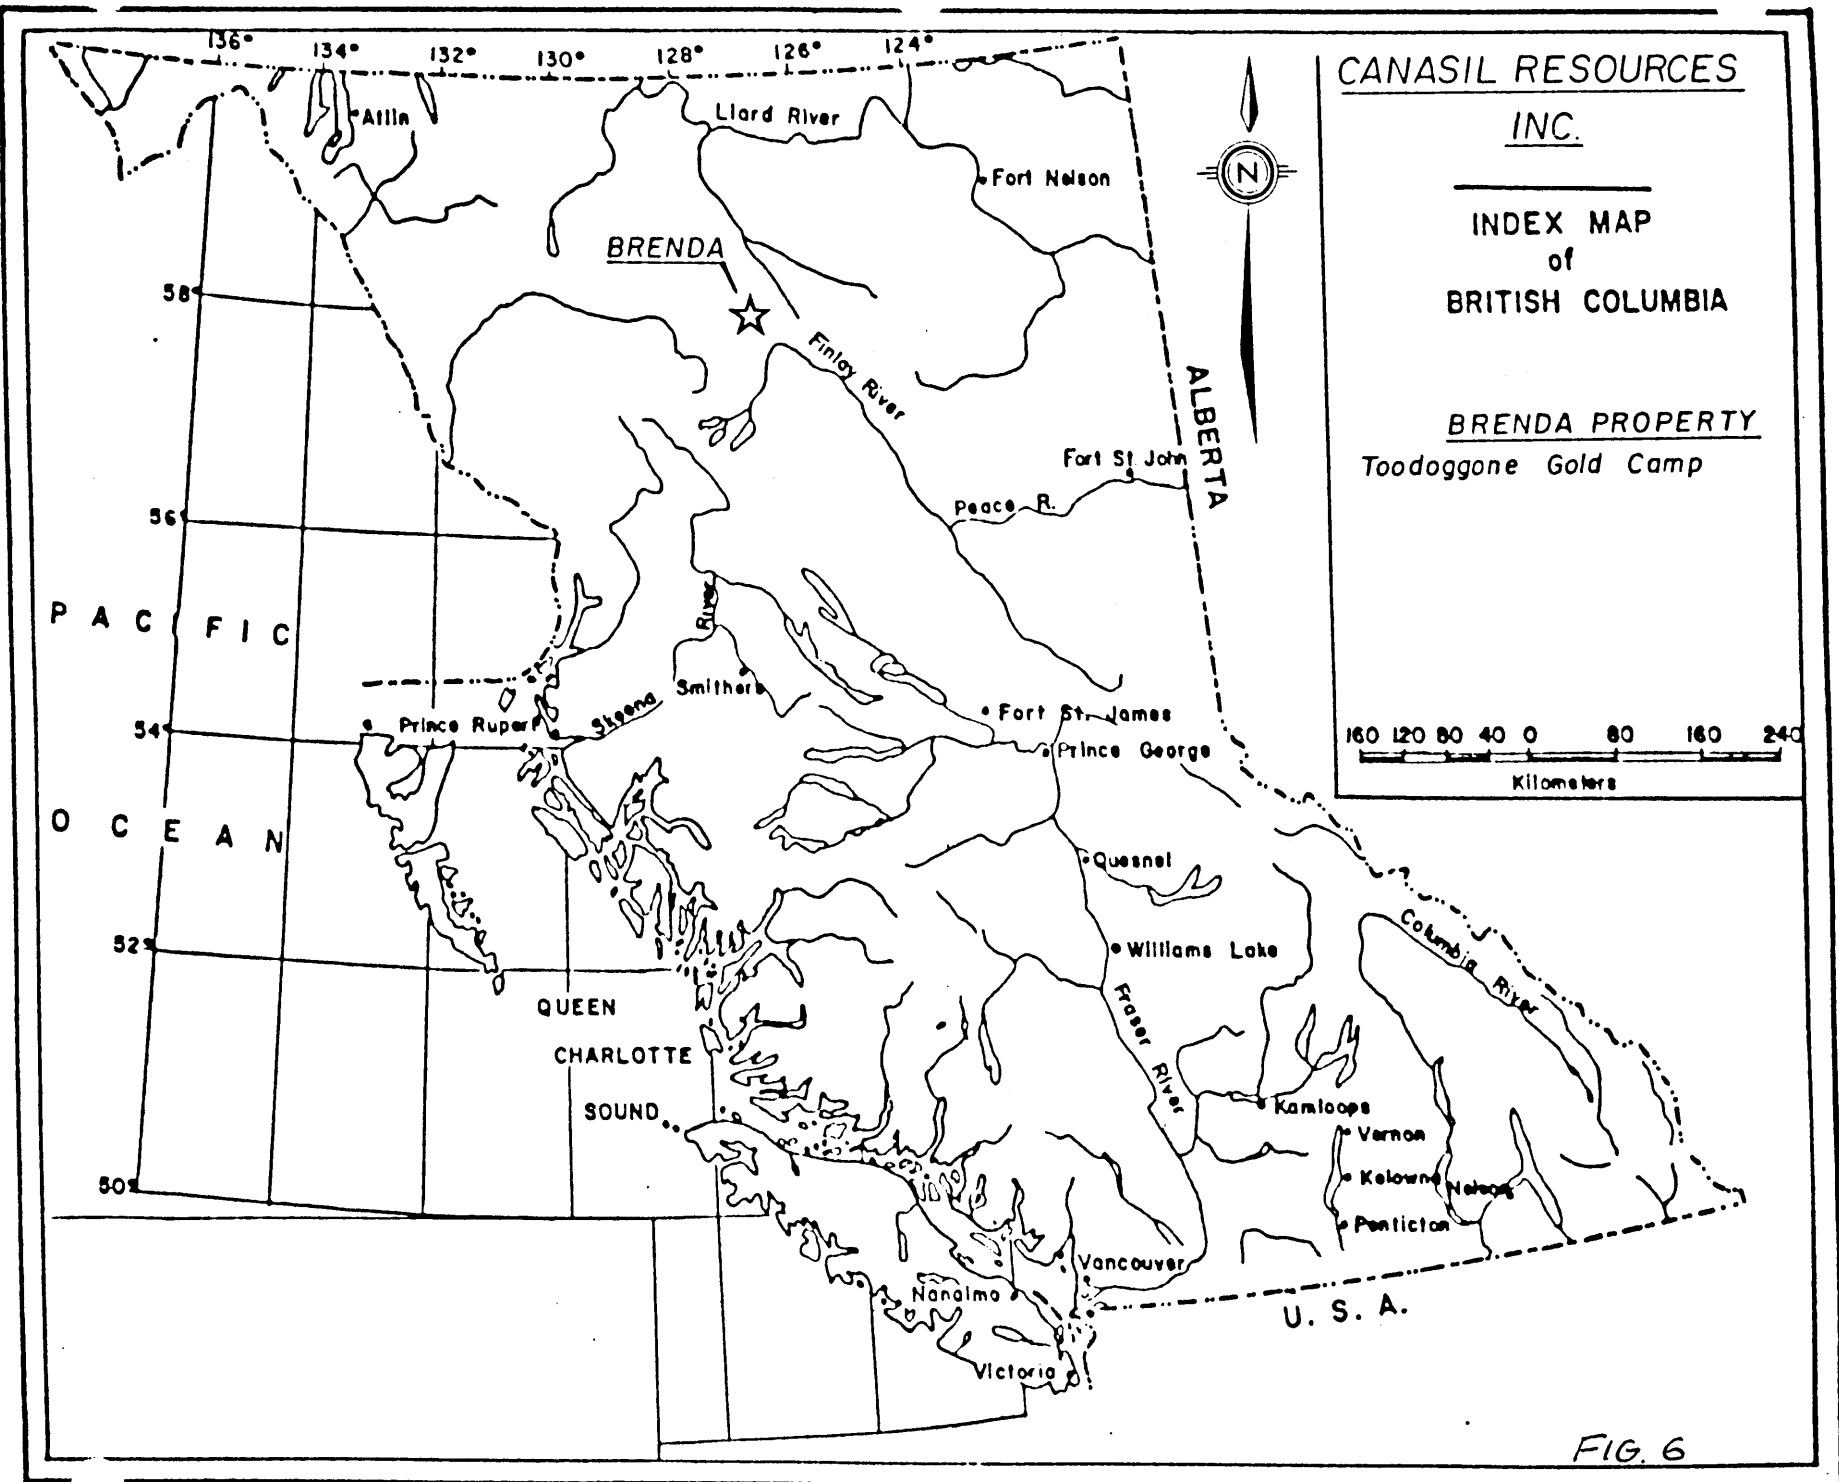 136° 134° 132° 130° 128° 126° 124°
CANASIL RESOURCES
INC.
INDEX MAP
of
BRITISH COLUMBIA
BRENDA PROPERTY
Toodoggone Gold Camp
160 120 80 40 0 80 160 240
Kilometers
N
Atlin
Liard River
Fort Nelson
BRENDA
58°
Finlay River
ALBERTA
Fort St. John
Peace R.
56°
PACIFIC
River
Smithers
Skeena
Fort St. James
54°
Prince Rupert
Prince George
OCEAN
Quesnel
Columbia River
52°
Williams Lake
QUEEN
CHARLOTTE
SOUND
Fraser River
Kamloops
Vernon
50°
Kelowna
Nelson
Penticton
Vancouver
Nanaimo
U. S. A.
Victoria
FIG. 6